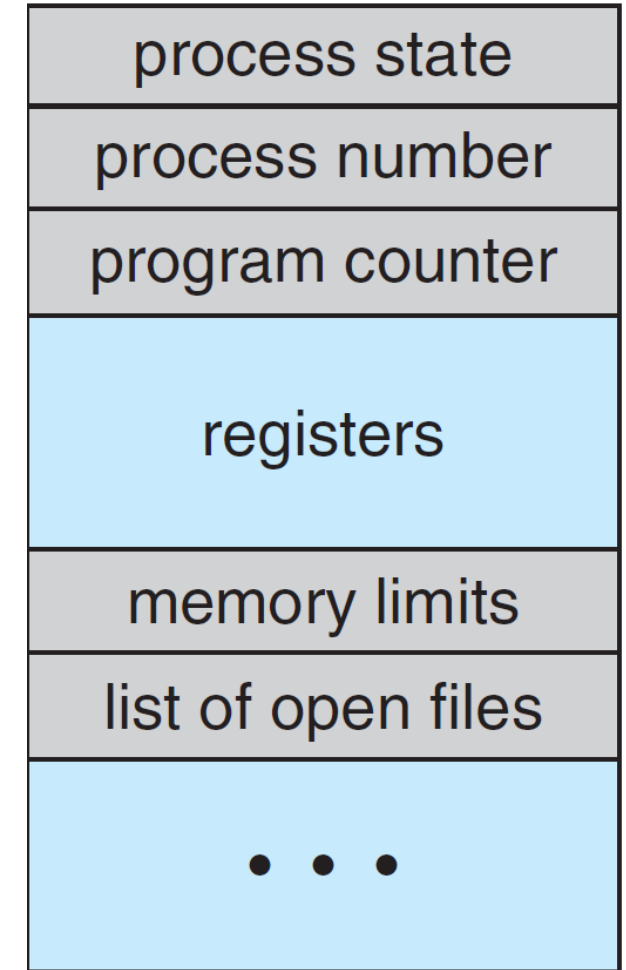 process state
process number
program counter
registers
memory limits
list of open files
• • •